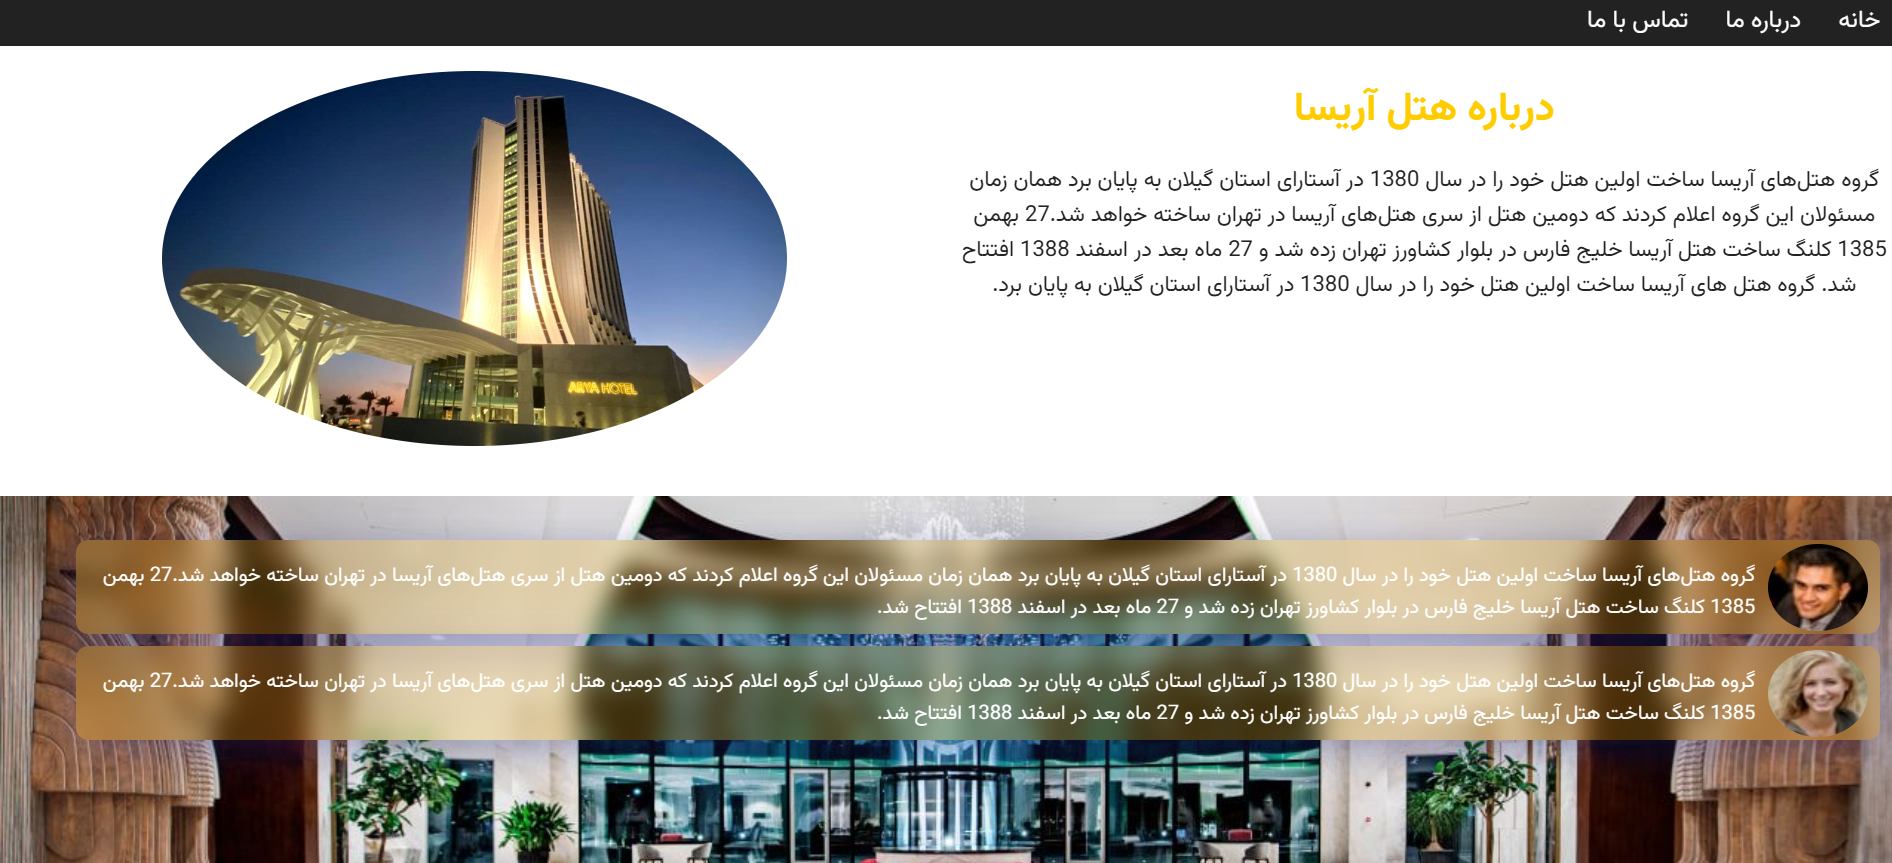 خانه درباره ما تماس با ما
درباره هتل آریسا
گروه هتل‌های آریسا ساخت اولین هتل خود را در سال 1380 در آستارای استان گیلان به پایان برد همان زمان
مسئولان این گروه اعلام کردند که دومین هتل از سری هتل‌های آریسا در تهران ساخته خواهد شد.27 بهمن
1385 کلنگ ساخت هتل آریسا خلیج فارس در بلوار کشاورز تهران زده شد و 27 ماه بعد در اسفند 1388 افتتاح
شد. گروه هتل های آریسا ساخت اولین هتل خود را در سال 1380 در آستارای استان گیلان به پایان برد.
ARYA HOTEL
گروه هتل‌های آریسا ساخت اولین هتل خود را در سال 1380 در آستارای استان گیلان به پایان برد همان زمان مسئولان این گروه اعلام کردند که دومین هتل از سری هتل‌های آریسا در تهران ساخته خواهد شد.27 بهمن
1385 کلنگ ساخت هتل آریسا خلیج فارس در بلوار کشاورز تهران زده شد و 27 ماه بعد در اسفند 1388 افتتاح شد.
گروه هتل‌های آریسا ساخت اولین هتل خود را در سال 1380 در آستارای استان گیلان به پایان برد همان زمان مسئولان این گروه اعلام کردند که دومین هتل از سری هتل‌های آریسا در تهران ساخته خواهد شد.27 بهمن
1385 کلنگ ساخت هتل آریسا خلیج فارس در بلوار کشاورز تهران زده شد و 27 ماه بعد در اسفند 1388 افتتاح شد.